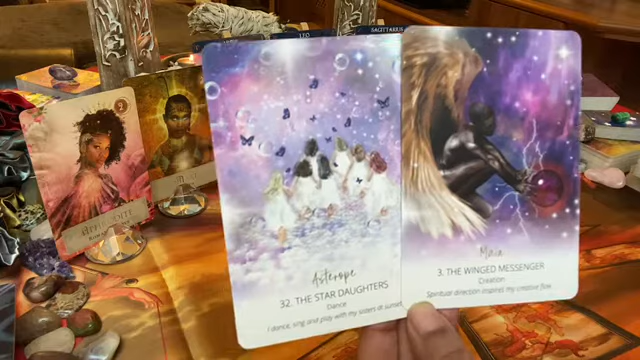 LEO
SAGITTARIUS
Asterope
32. THE STAR DAUGHTERS
Dance
I dance, sing and play with my sisters at sunset
Maia
3. THE WINGED MESSENGER
Creation
Spiritual direction inspires my creative flow.